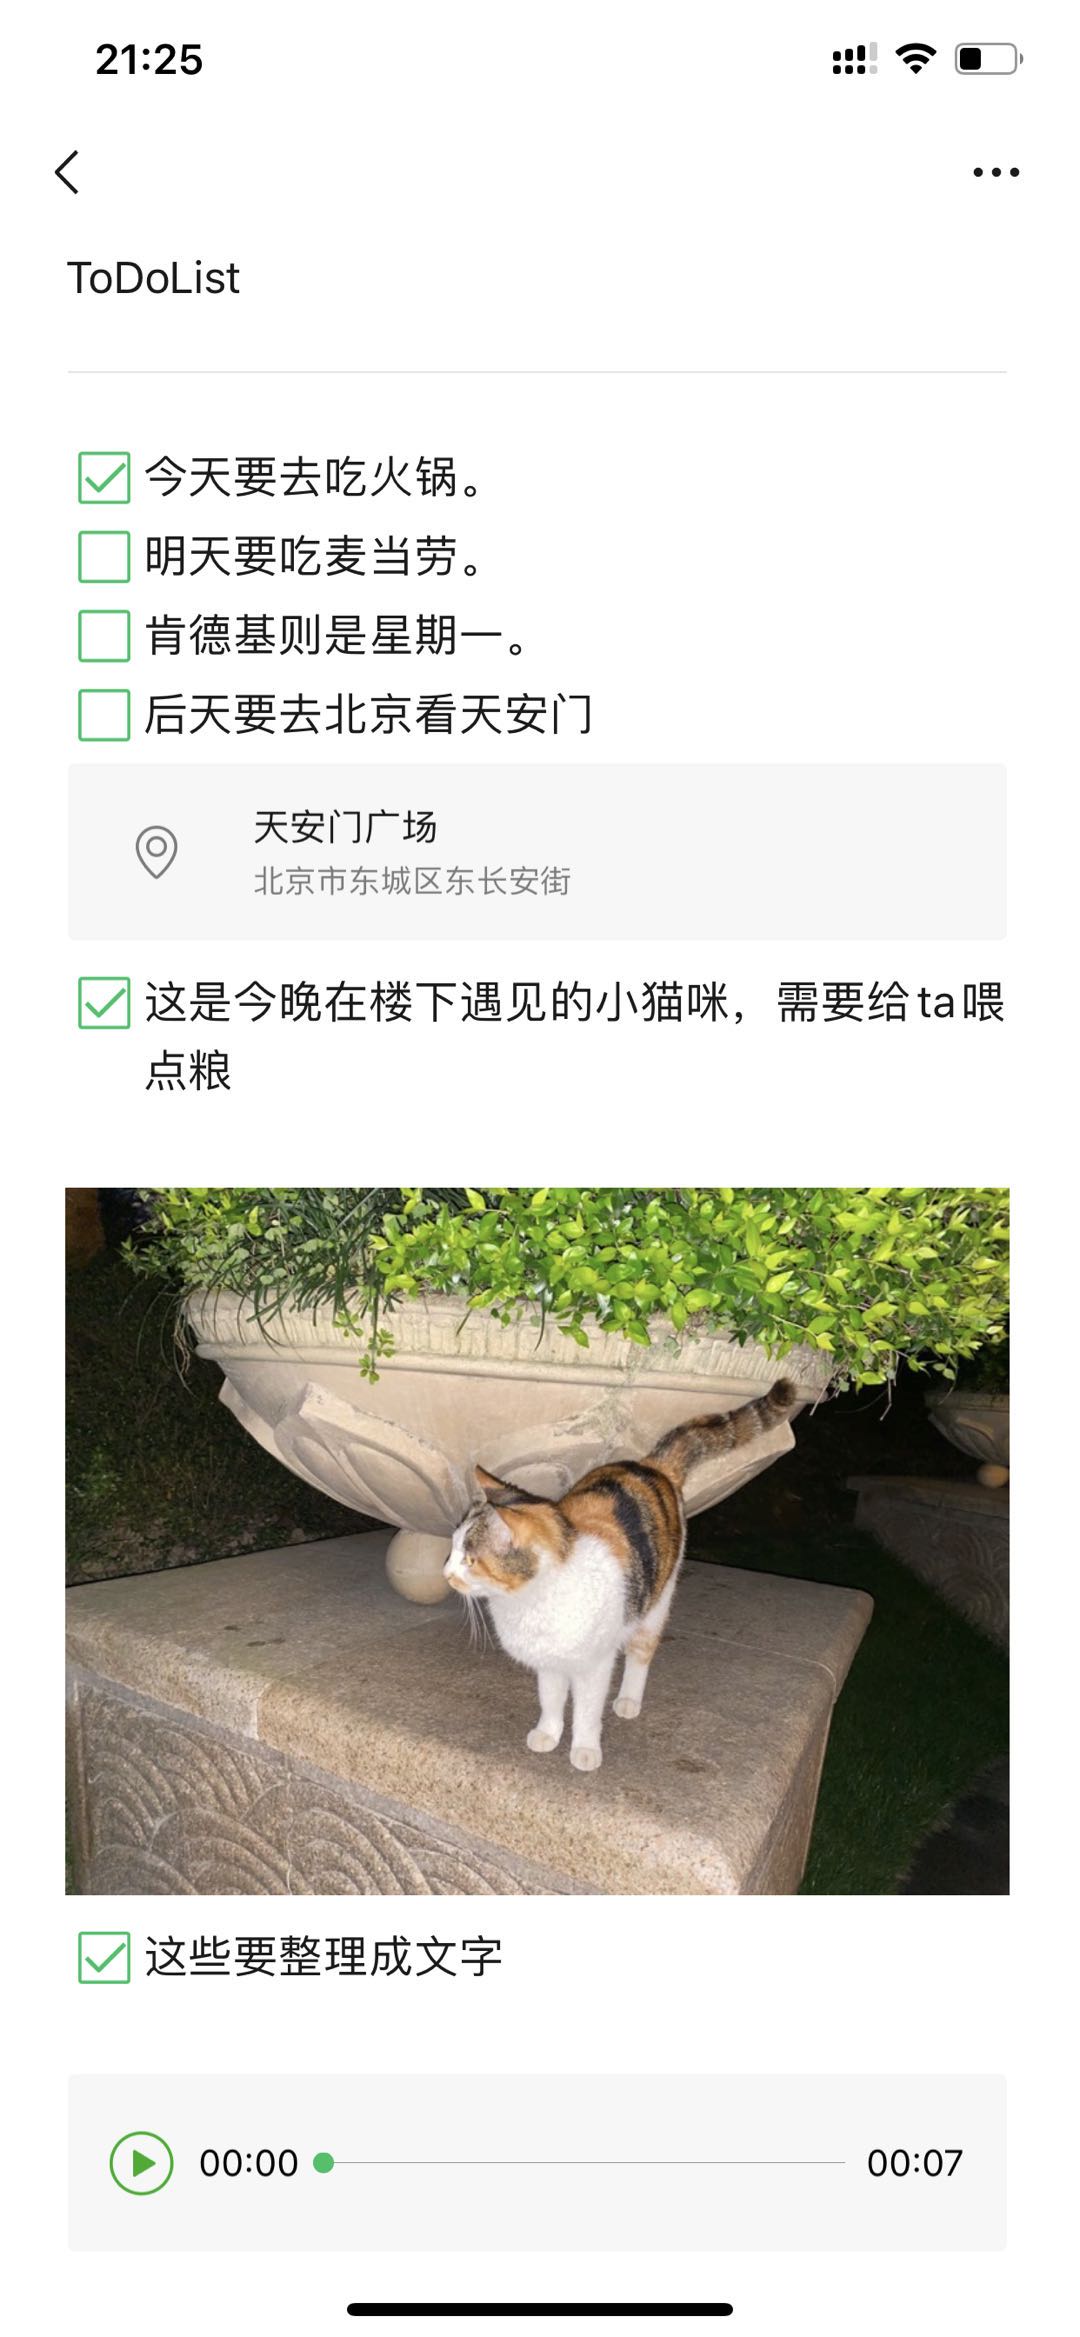 21:25
ToDoList
今天要去吃火锅。
明天要吃麦当劳。
肯德基则是星期一。
后天要去北京看天安门
天安门广场
北京市东城区东长安街
这是今晚在楼下遇见的小猫咪，需要给ta喂
点粮
这些要整理成文字
00:00 00:07